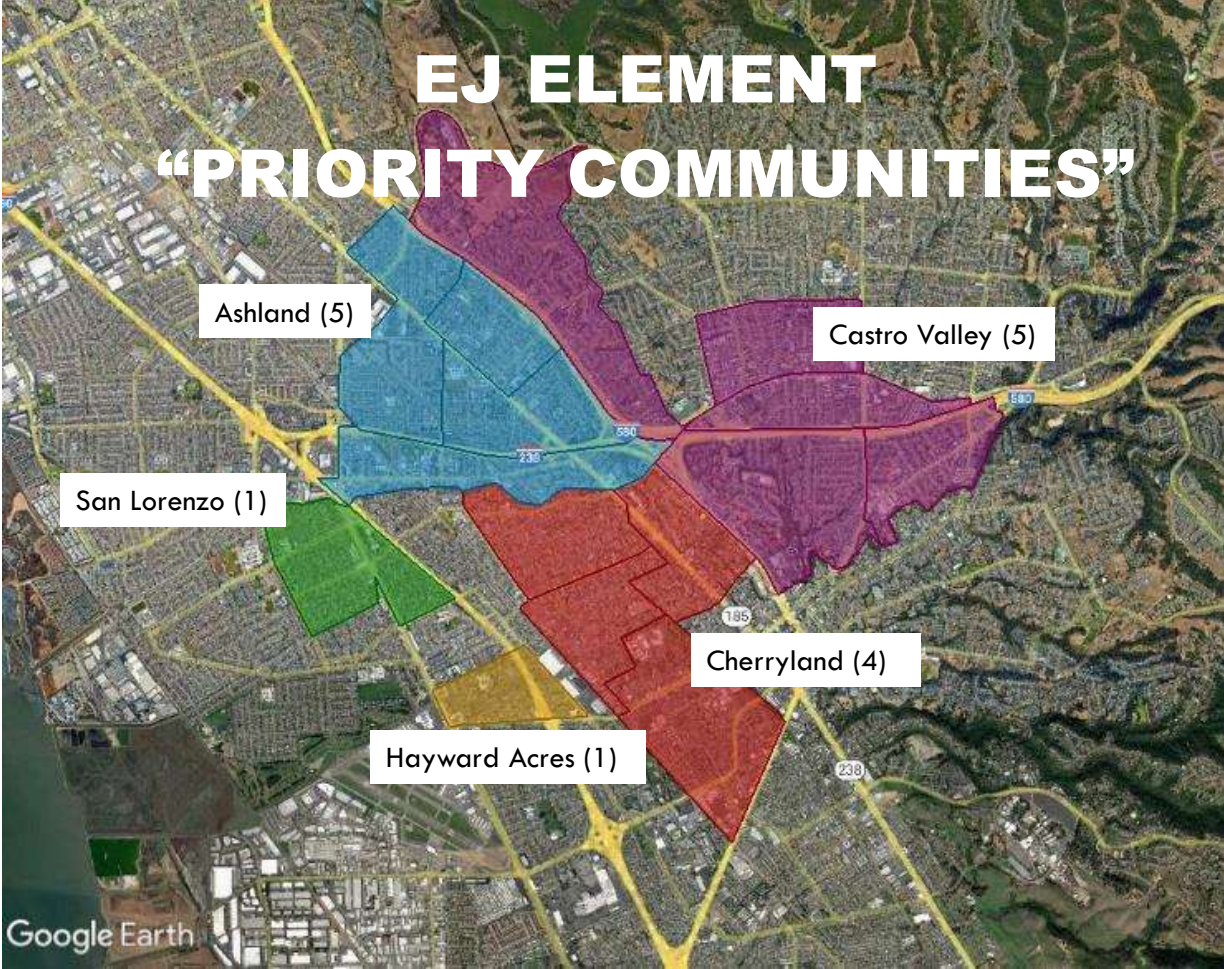 EJ ELEMENT
“PRIORITY COMMUNITIES”
Ashland (5)
Castro Valley (5)
580
580
238
San Lorenzo (1)
185
Cherryland (4)
Hayward Acres (1)
238
Google Earth